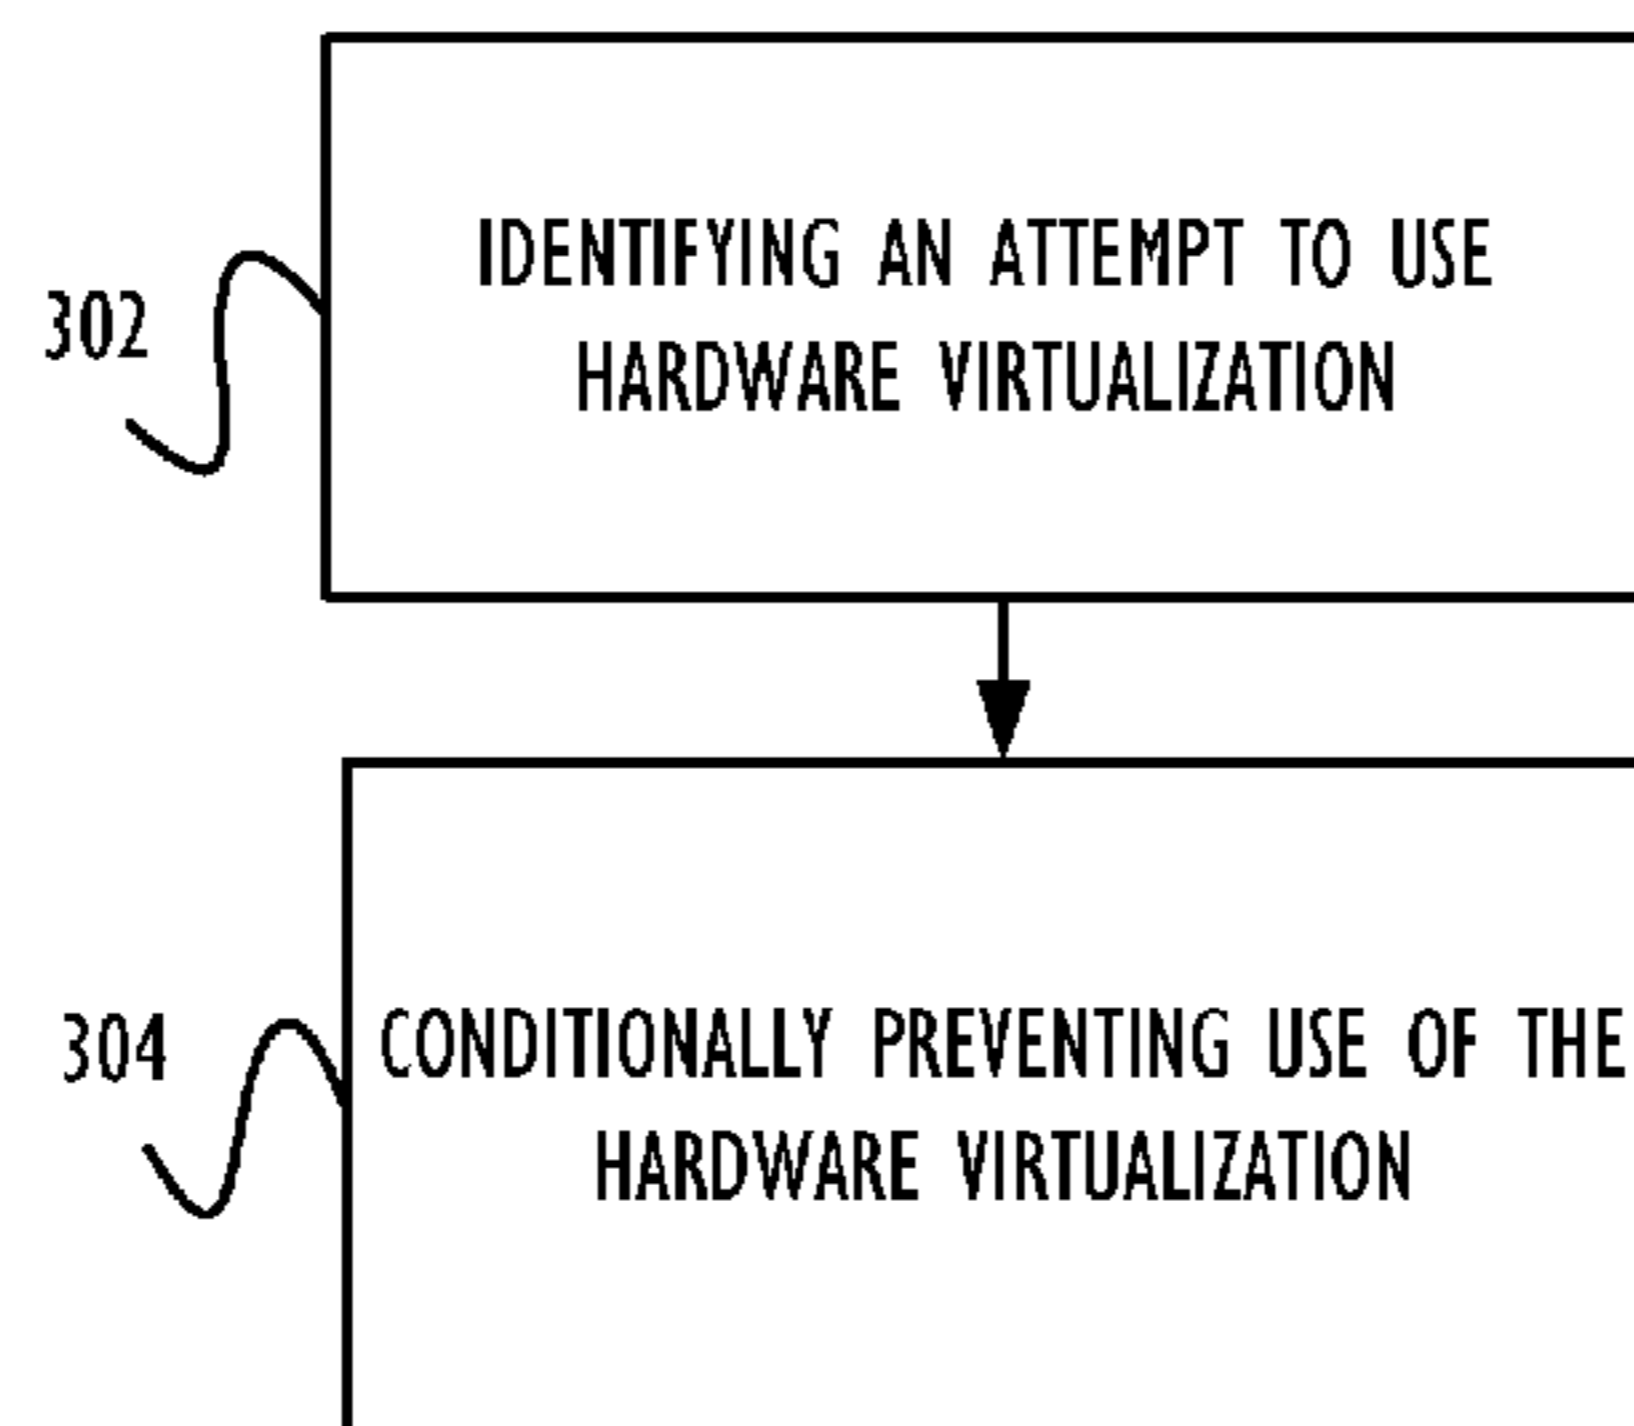 IDENTIFYING AN ATTEMPT TO USE
HARDWARE VIRTUALIZATION
302
CONDITIONALLY PREVENTING USE OF THE
HARDWARE VIRTUALIZATION
304